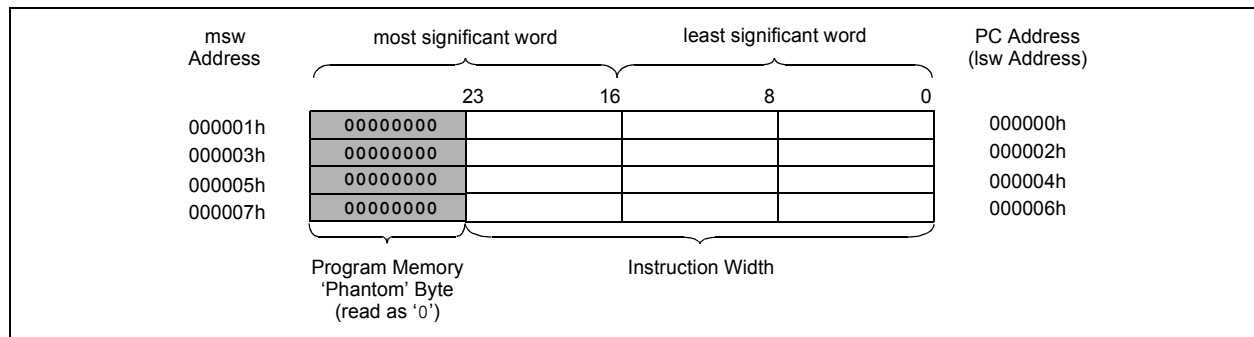 msw Address most significant word least significant word PC Address (lsw Address)
23 16 8 0
000001h 00000000 000000h
000003h 00000000 000002h
000005h 00000000 000004h
000007h 00000000 000006h
Program Memory 'Phantom' Byte (read as '0') Instruction Width